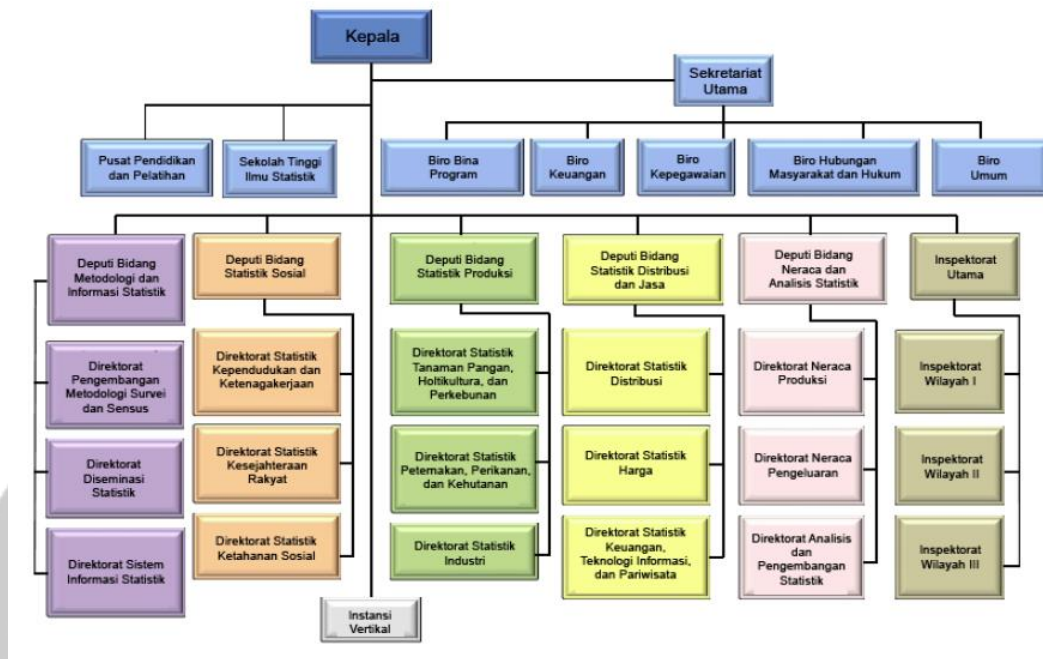 Kepala
Sekretariat
Utama
Pusat Pendidikan
dan Pelatihan
Sekolah Tinggi
Ilmu Statistik
Biro Bina
Program
Biro
Keuangan
Biro
Kepegawaian
Biro Hubungan
Masyarakat dan Hukum
Biro
Umum
Deputi Bidang
Metodologi dan
Informasi Statistik
Deputi Bidang
Statistik Sosial
Deputi Bidang
Statistik Produksi
Deputi Bidang
Statistik Distribusi
dan Jasa
Deputi Bidang
Neraca dan
Analisis Statistik
Inspektorat
Utama
Direktorat
Pengembangan
Metodologi Survei
dan Sensus
Direktorat Statistik
Kependudukan dan
Ketenagakerjaan
Direktorat Statistik
Tanaman Pangan,
Holtikultura, dan
Perkebunan
Direktorat Statistik
Distribusi
Direktorat Neraca
Produksi
Inspektorat
Wilayah I
Direktorat
Diseminasi
Statistik
Direktorat Statistik
Kesejahteraan
Rakyat
Direktorat Statistik
Peternakan, Perikanan,
dan Kehutanan
Direktorat Statistik
Harga
Direktorat Neraca
Pengeluaran
Inspektorat
Wilayah II
Direktorat Sistem
Informasi Statistik
Direktorat Statistik
Ketahanan Sosial
Direktorat Statistik
Industri
Direktorat Statistik
Keuangan,
Teknologi Informasi,
dan Pariwisata
Direktorat Analisis
dan
Pengembangan
Statistik
Inspektorat
Wilayah III
Instansi
Vertikal